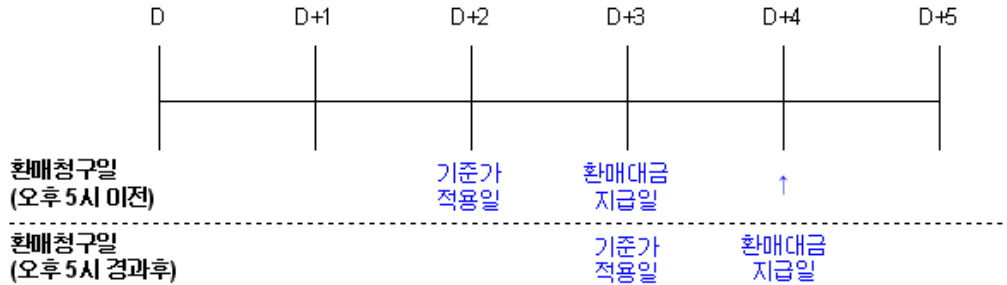 D D+1 D+2 D+3 D+4 D+5
환매청구일 기준가 환매대금 ↑
(오후 5시 이전) 적용일 지급일
환매청구일 기준가 환매대금
(오후 5시 경과후) 적용일 지급일